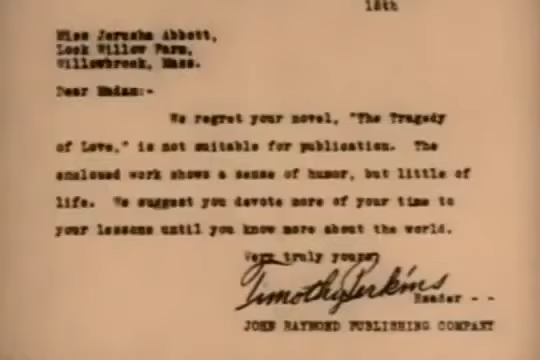 18th
Miss Jerusha Abbott,
Lock Willow Farm,
Willowbrook, Mass.
Dear Madam:-
We regret your novel, "The Tragedy
of Love," is not suitable for publication. The
enclosed work shows a sense of humor, but little of
life. We suggest you devote more of your time to
your lessons until you know more about the world.
Very truly yours,
Timothy Perkins
Reader - -
JOHN RAYMOND PUBLISHING COMPANY